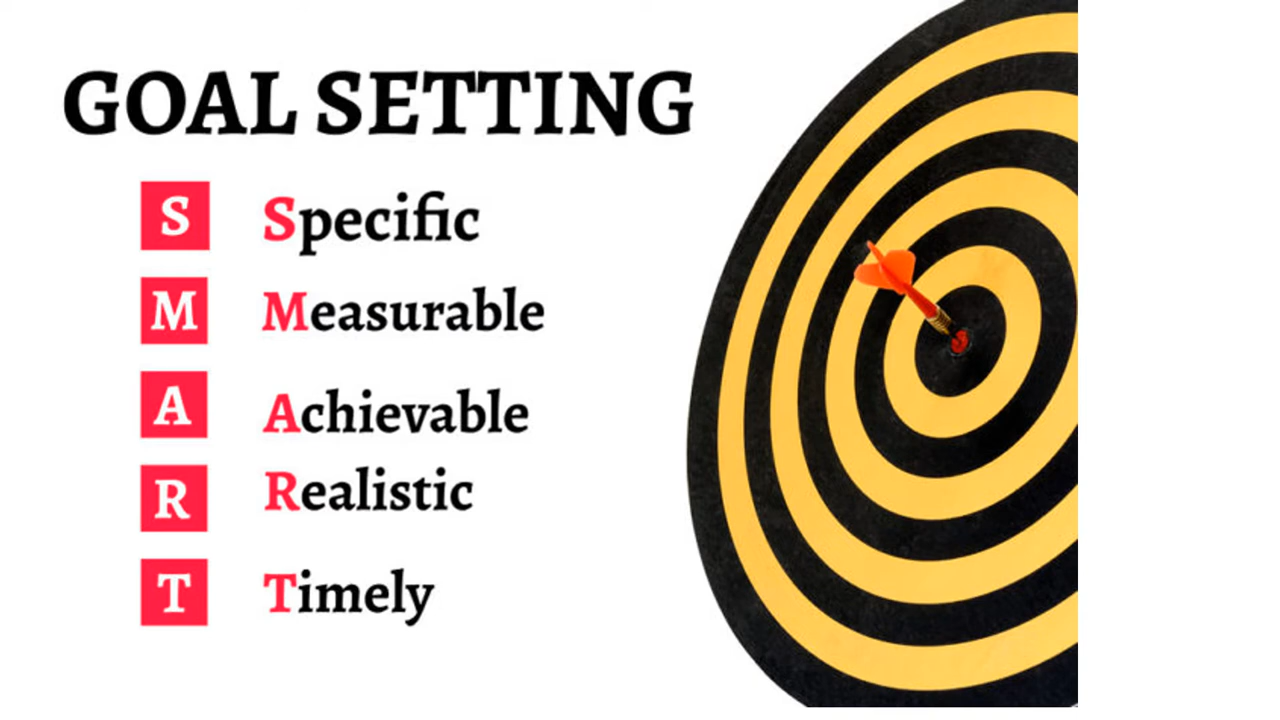 GOAL SETTING
S Specific
M Measurable
A Achievable
R Realistic
T Timely